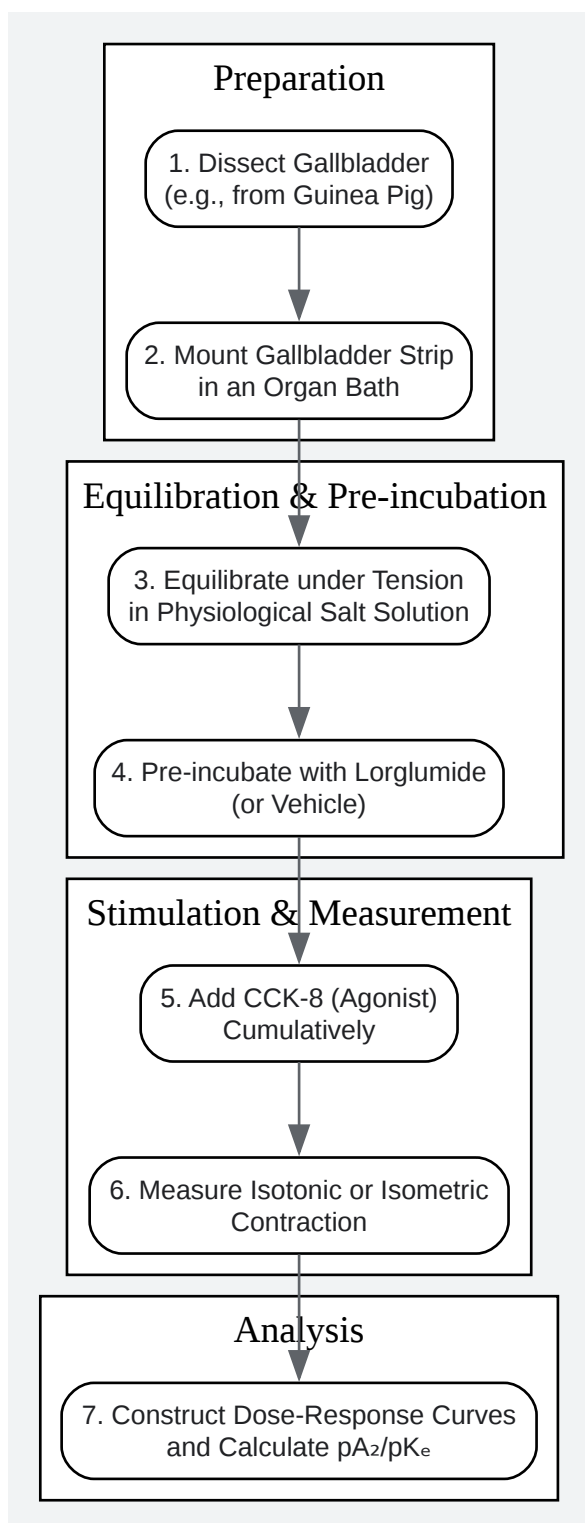 Preparation
1. Dissect Gallbladder
(e.g., from Guinea Pig)
2. Mount Gallbladder Strip
in an Organ Bath
Equilibration & Pre-incubation
3. Equilibrate under Tension
in Physiological Salt Solution
4. Pre-incubate with Lorglumide
(or Vehicle)
Stimulation & Measurement
5. Add CCK-8 (Agonist)
Cumulatively
6. Measure Isotonic or Isometric
Contraction
Analysis
7. Construct Dose-Response Curves
and Calculate pA₂/pKₑ